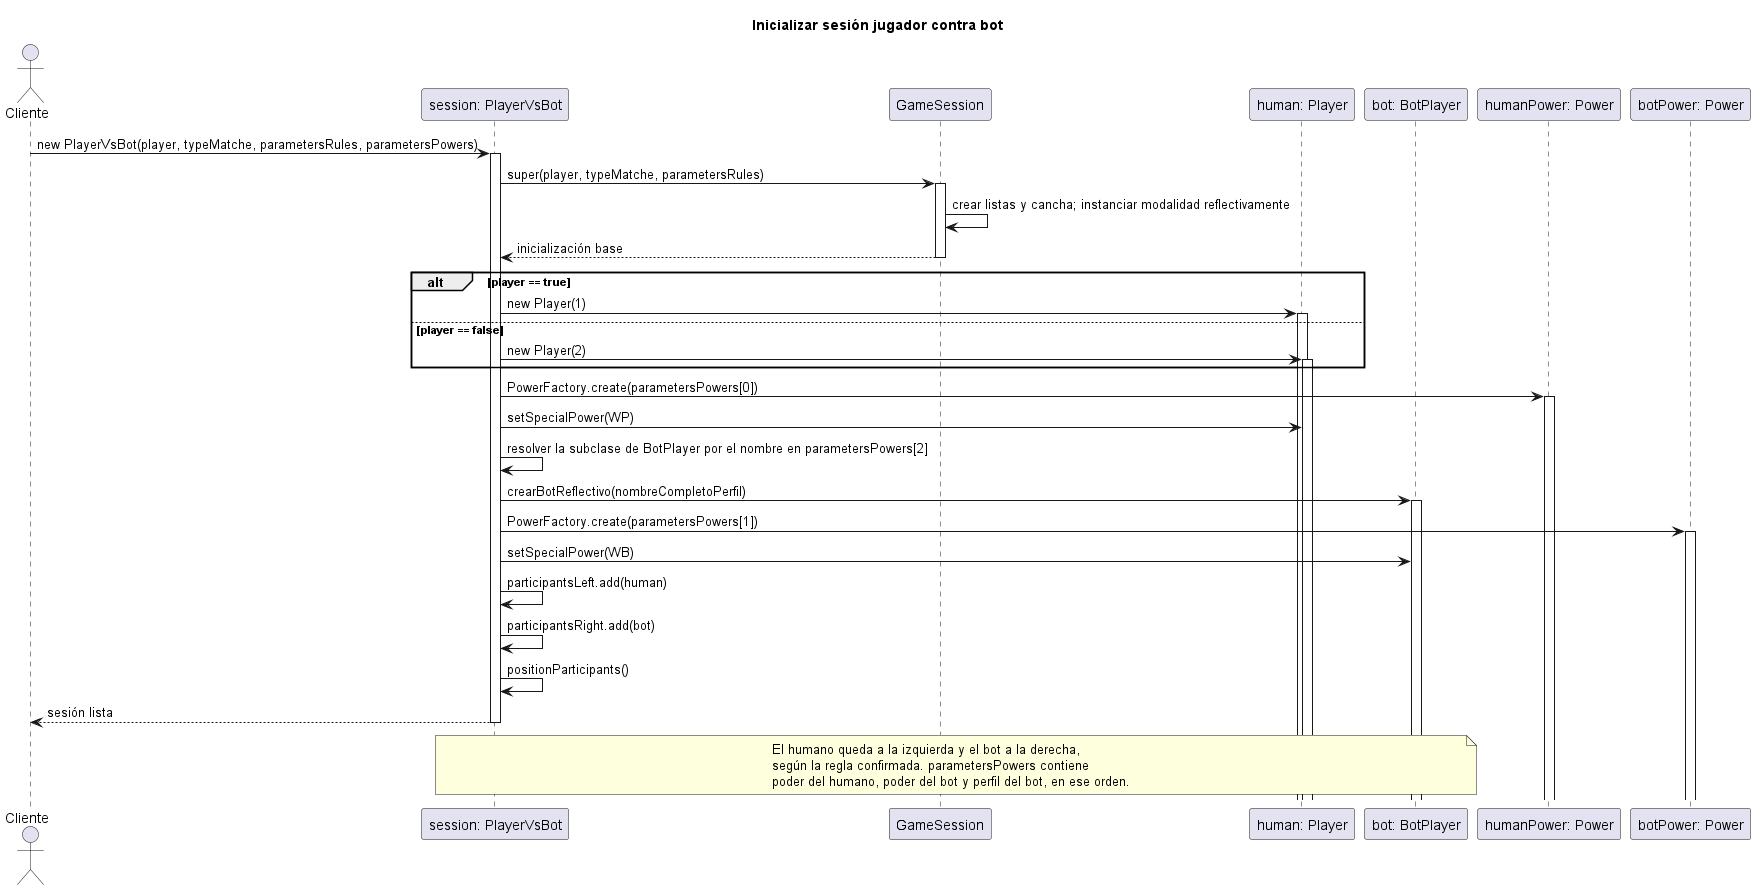 Inicializar sesión jugador contra bot
Cliente
session: PlayerVsBot
GameSession
human: Player
bot: BotPlayer
humanPower: Power
botPower: Power
new PlayerVsBot(player, typeMatche, parametersRules, parametersPowers)
super(player, typeMatche, parametersRules)
crear listas y cancha; instanciar modalidad reflectivamente
inicialización base
alt
[player == true]
new Player(1)
[player == false]
new Player(2)
PowerFactory.create(parametersPowers[0])
setSpecialPower(WP)
resolver la subclase de BotPlayer por el nombre en parametersPowers[2]
crearBotReflectivo(nombreCompletoPerfil)
PowerFactory.create(parametersPowers[1])
setSpecialPower(WB)
participantsLeft.add(human)
participantsRight.add(bot)
positionParticipants()
sesión lista
El humano queda a la izquierda y el bot a la derecha,
según la regla confirmada. parametersPowers contiene
poder del humano, poder del bot y perfil del bot, en ese orden.
Cliente
session: PlayerVsBot
GameSession
human: Player
bot: BotPlayer
humanPower: Power
botPower: Power